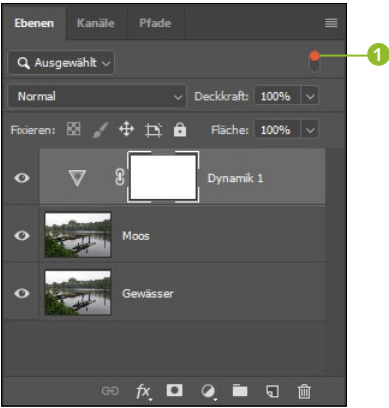 Ebenen Kanäle Pfade
Ausgewählt
1
Normal Deckkraft: 100%
Fixieren: Fläche: 100%
Dynamik 1
Moos
Gewässer
fx